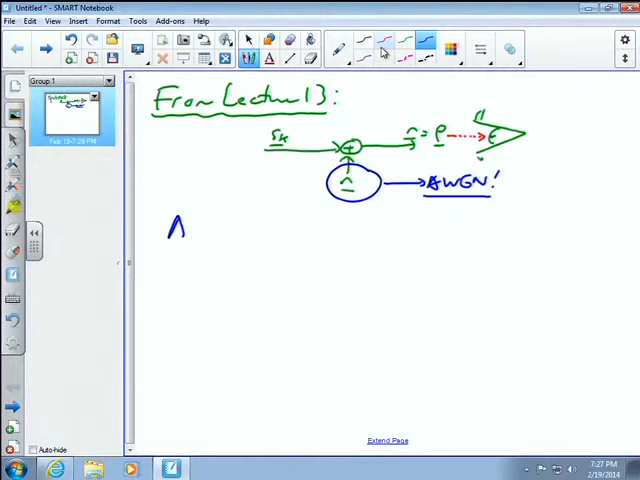 Untitled * - SMART Notebook
File Edit View Insert Format Tools Add-ons Help
Group 1
Feb 19-7:26 PM
From Lecture 13:
sk + r = ρ
n AWGN!
Λ
Extend Page
Auto-hide
7:27 PM
2/19/2014